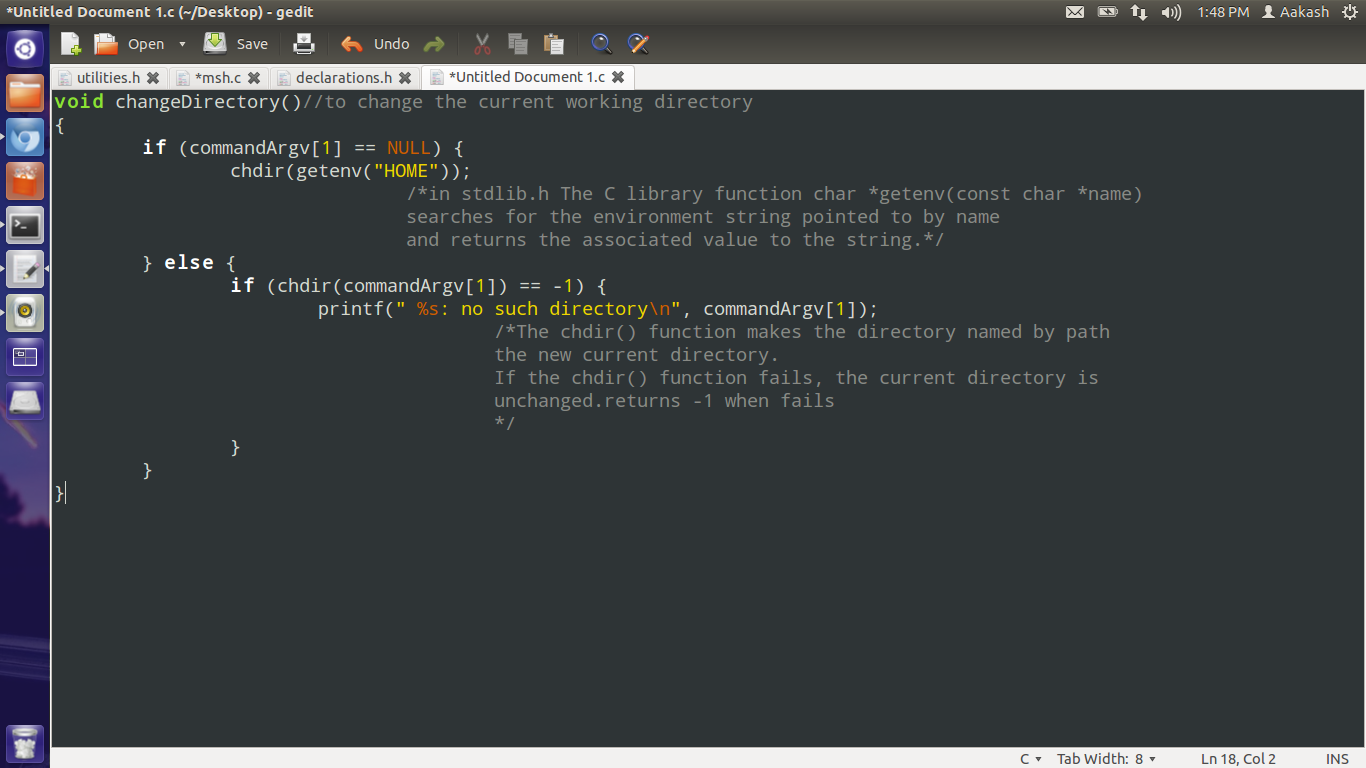 *Untitled Document 1.c (~/Desktop) - gedit
1:48 PM Aakash
Open Save Undo
utilities.h *msh.c declarations.h *Untitled Document 1.c
void changeDirectory()//to change the current working directory
{
if (commandArgv[1] == NULL) {
chdir(getenv("HOME"));
/*in stdlib.h The C library function char *getenv(const char *name)
searches for the environment string pointed to by name
and returns the associated value to the string.*/
} else {
if (chdir(commandArgv[1]) == -1) {
printf(" %s: no such directory\n", commandArgv[1]);
/*The chdir() function makes the directory named by path
the new current directory.
If the chdir() function fails, the current directory is
unchanged.returns -1 when fails
*/
}
}
}
C Tab Width: 8 Ln 18, Col 2 INS